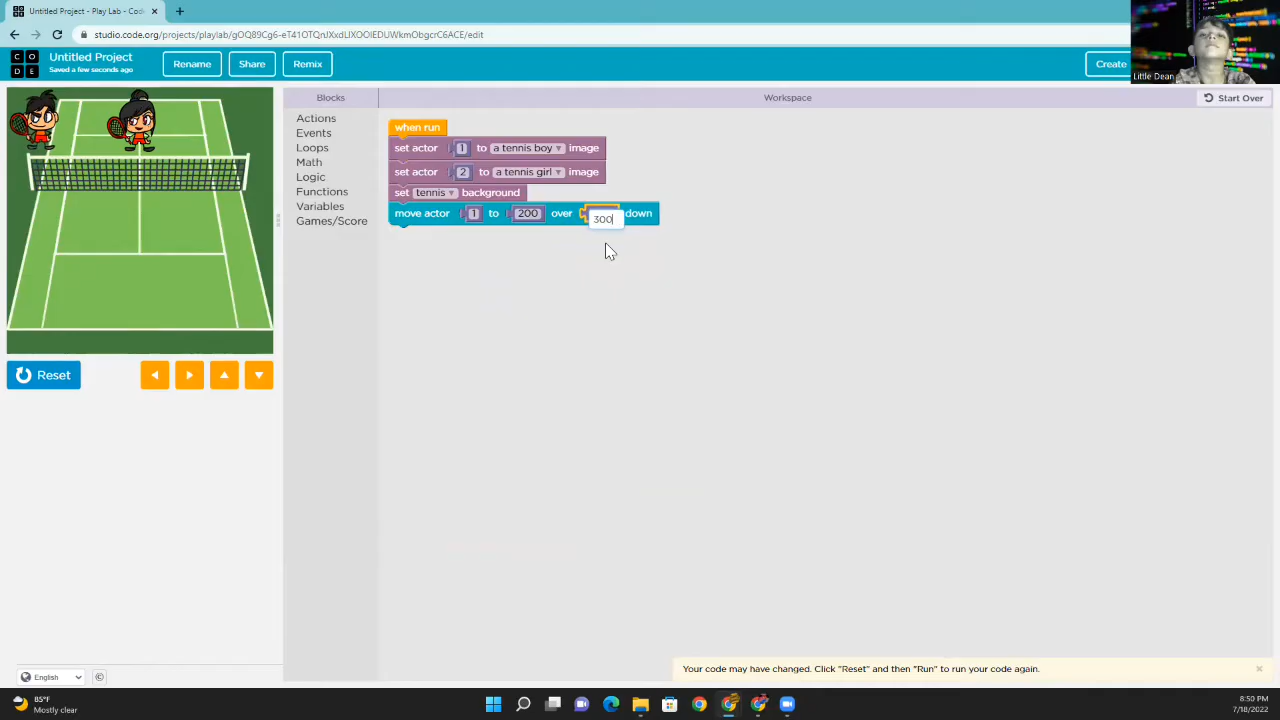 Untitled Project - Play Lab - Code
studio.code.org/projects/playlab/gOQ89Cg6-eT41OTQnJXxdLlXOOIEDUWkmObgcrC6ACE/edit
CODE
Untitled Project
Saved a few seconds ago
Rename
Share
Remix
Create
Little Dean
Blocks
Workspace
Start Over
Actions
Events
Loops
Math
Logic
Functions
Variables
Games/Score
when run
set actor 1 to a tennis boy image
set actor 2 to a tennis girl image
set tennis background
move actor 1 to 200 over 300 down
Reset
English
Your code may have changed. Click "Reset" and then "Run" to run your code again.
85°F
Mostly clear
8:50 PM
7/18/2022